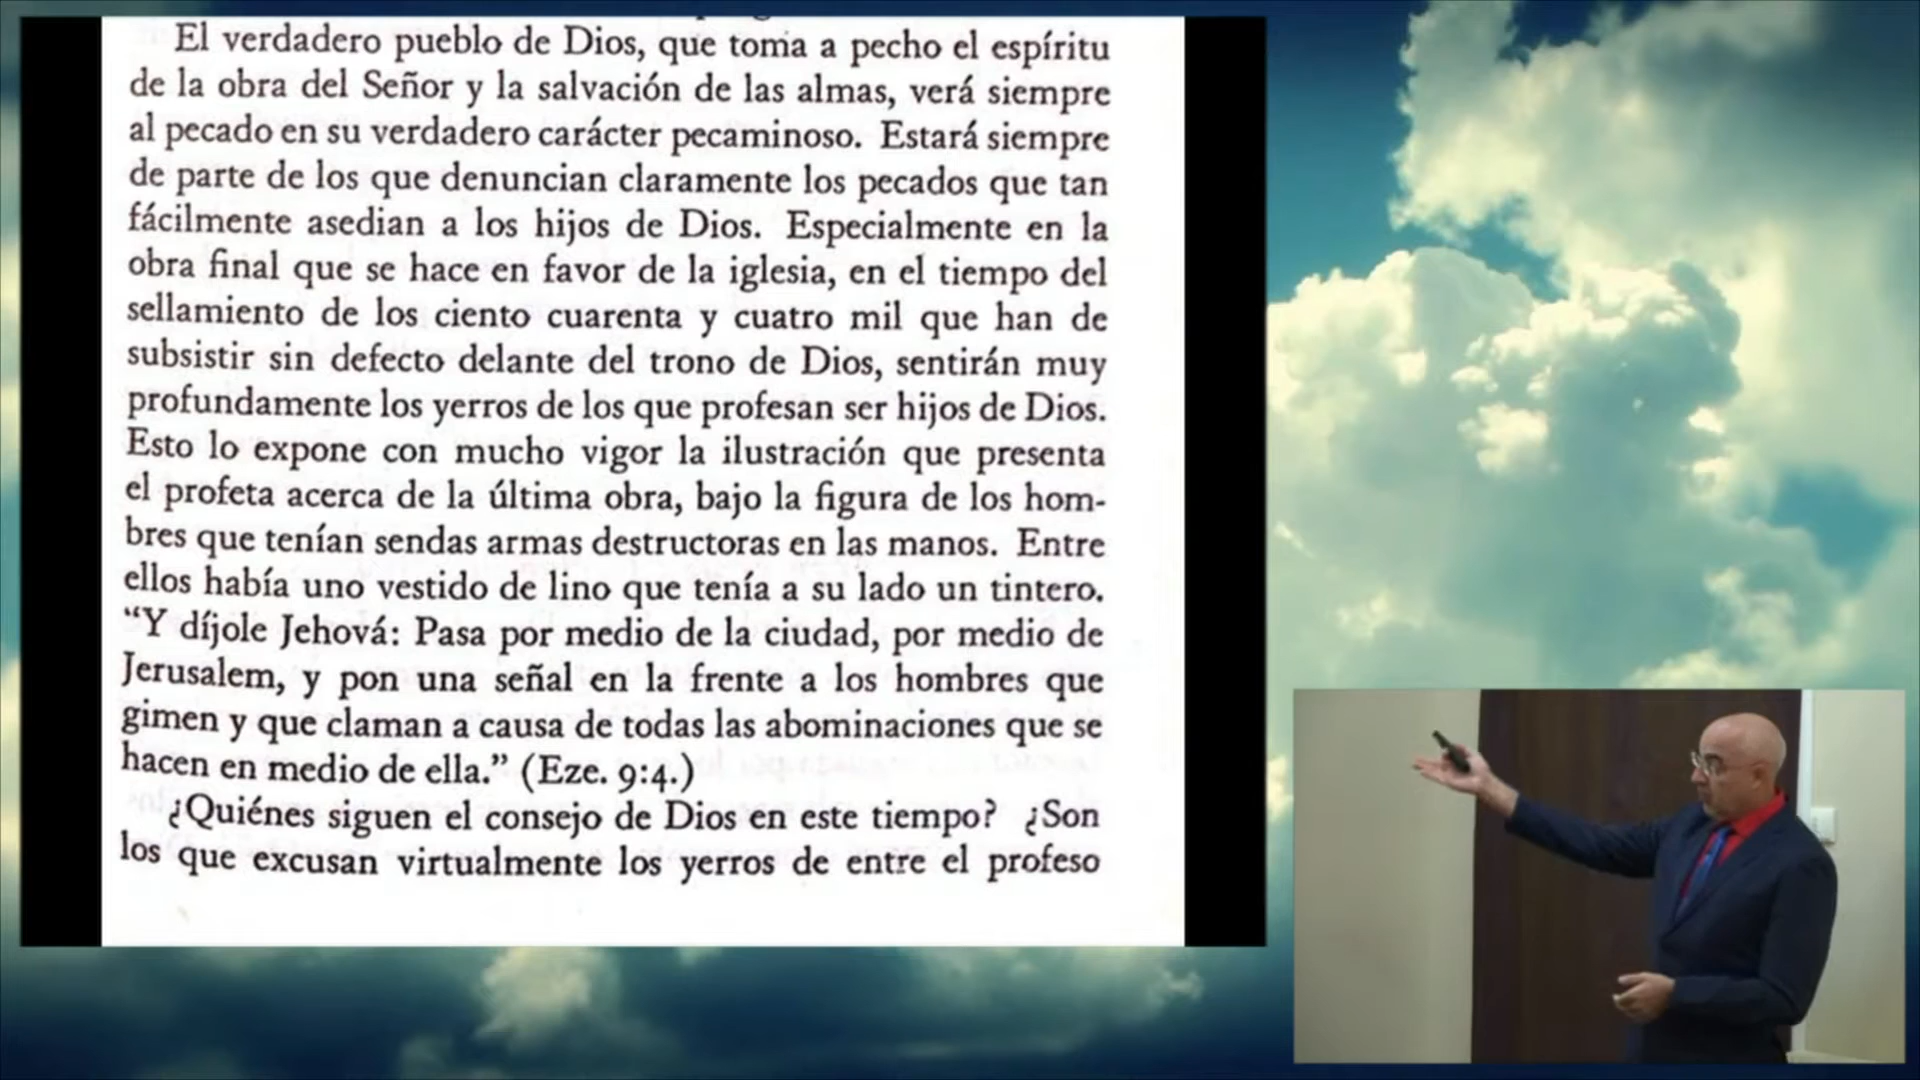 El verdadero pueblo de Dios, que toma a pecho el espíritu
de la obra del Señor y la salvación de las almas, verá siempre
al pecado en su verdadero carácter pecaminoso. Estará siempre
de parte de los que denuncian claramente los pecados que tan
fácilmente asedian a los hijos de Dios. Especialmente en la
obra final que se hace en favor de la iglesia, en el tiempo del
sellamiento de los ciento cuarenta y cuatro mil que han de
subsistir sin defecto delante del trono de Dios, sentirán muy
profundamente los yerros de los que profesan ser hijos de Dios.
Esto lo expone con mucho vigor la ilustración que presenta
el profeta acerca de la última obra, bajo la figura de los hom-
bres que tenían sendas armas destructoras en las manos. Entre
ellos había uno vestido de lino que tenía a su lado un tintero.
“Y díjole Jehová: Pasa por medio de la ciudad, por medio de
Jerusalem, y pon una señal en la frente a los hombres que
gimen y que claman a causa de todas las abominaciones que se
hacen en medio de ella.” (Eze. 9:4.)
¿Quiénes siguen el consejo de Dios en este tiempo? ¿Son
los que excusan virtualmente los yerros de entre el profeso